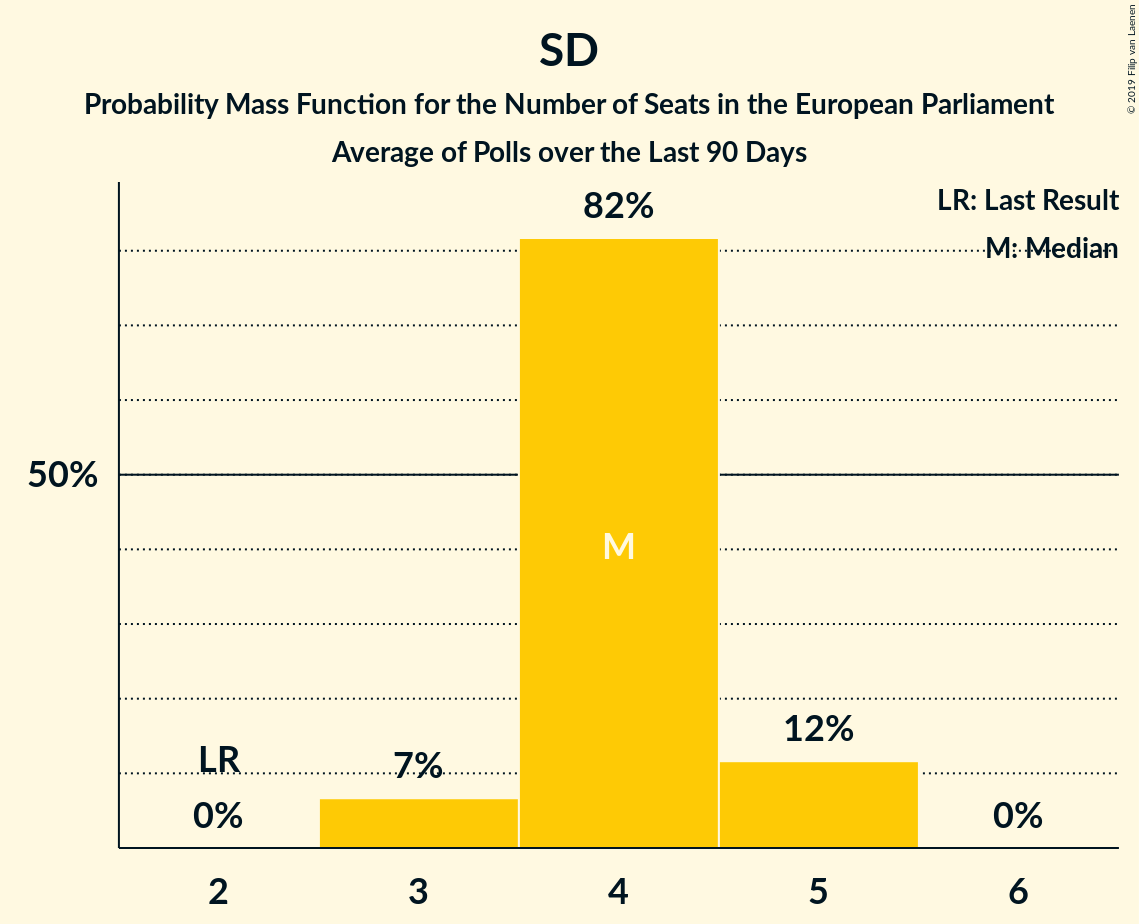 SD
Probability Mass Function for the Number of Seats in the European Parliament
Average of Polls over the Last 90 Days
© 2019 Filip van Laenen
LR: Last Result
M: Median
82%
50%
M
12%
LR
7%
0%
0%
2 3 4 5 6